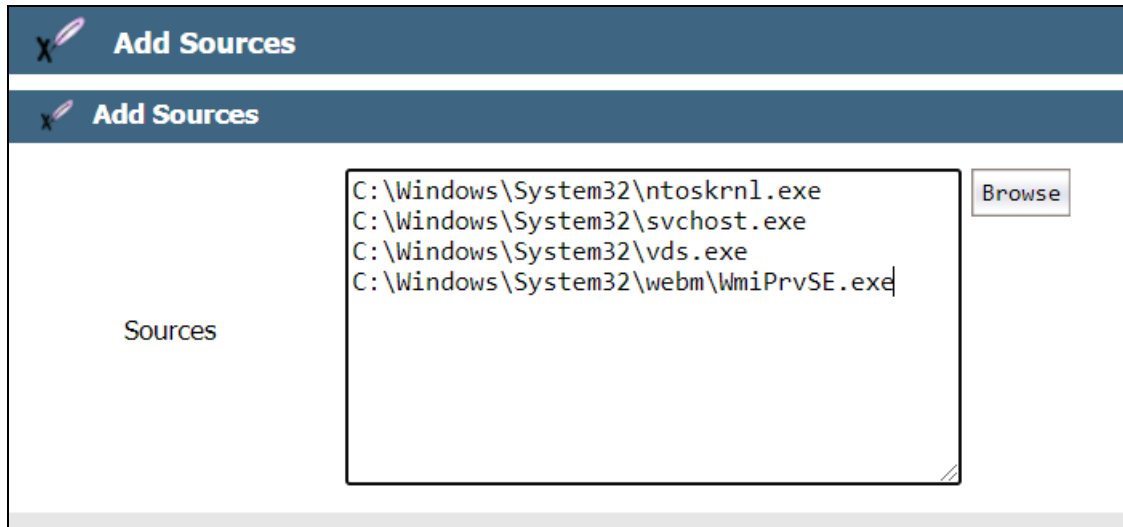 Add Sources
Add Sources
C:\Windows\System32\ntoskrnl.exe
Browse
C:\Windows\System32\svchost.exe
C:\Windows\System32\vds.exe
C:\Windows\System32\webm\WmiPrvSE.exe
Sources